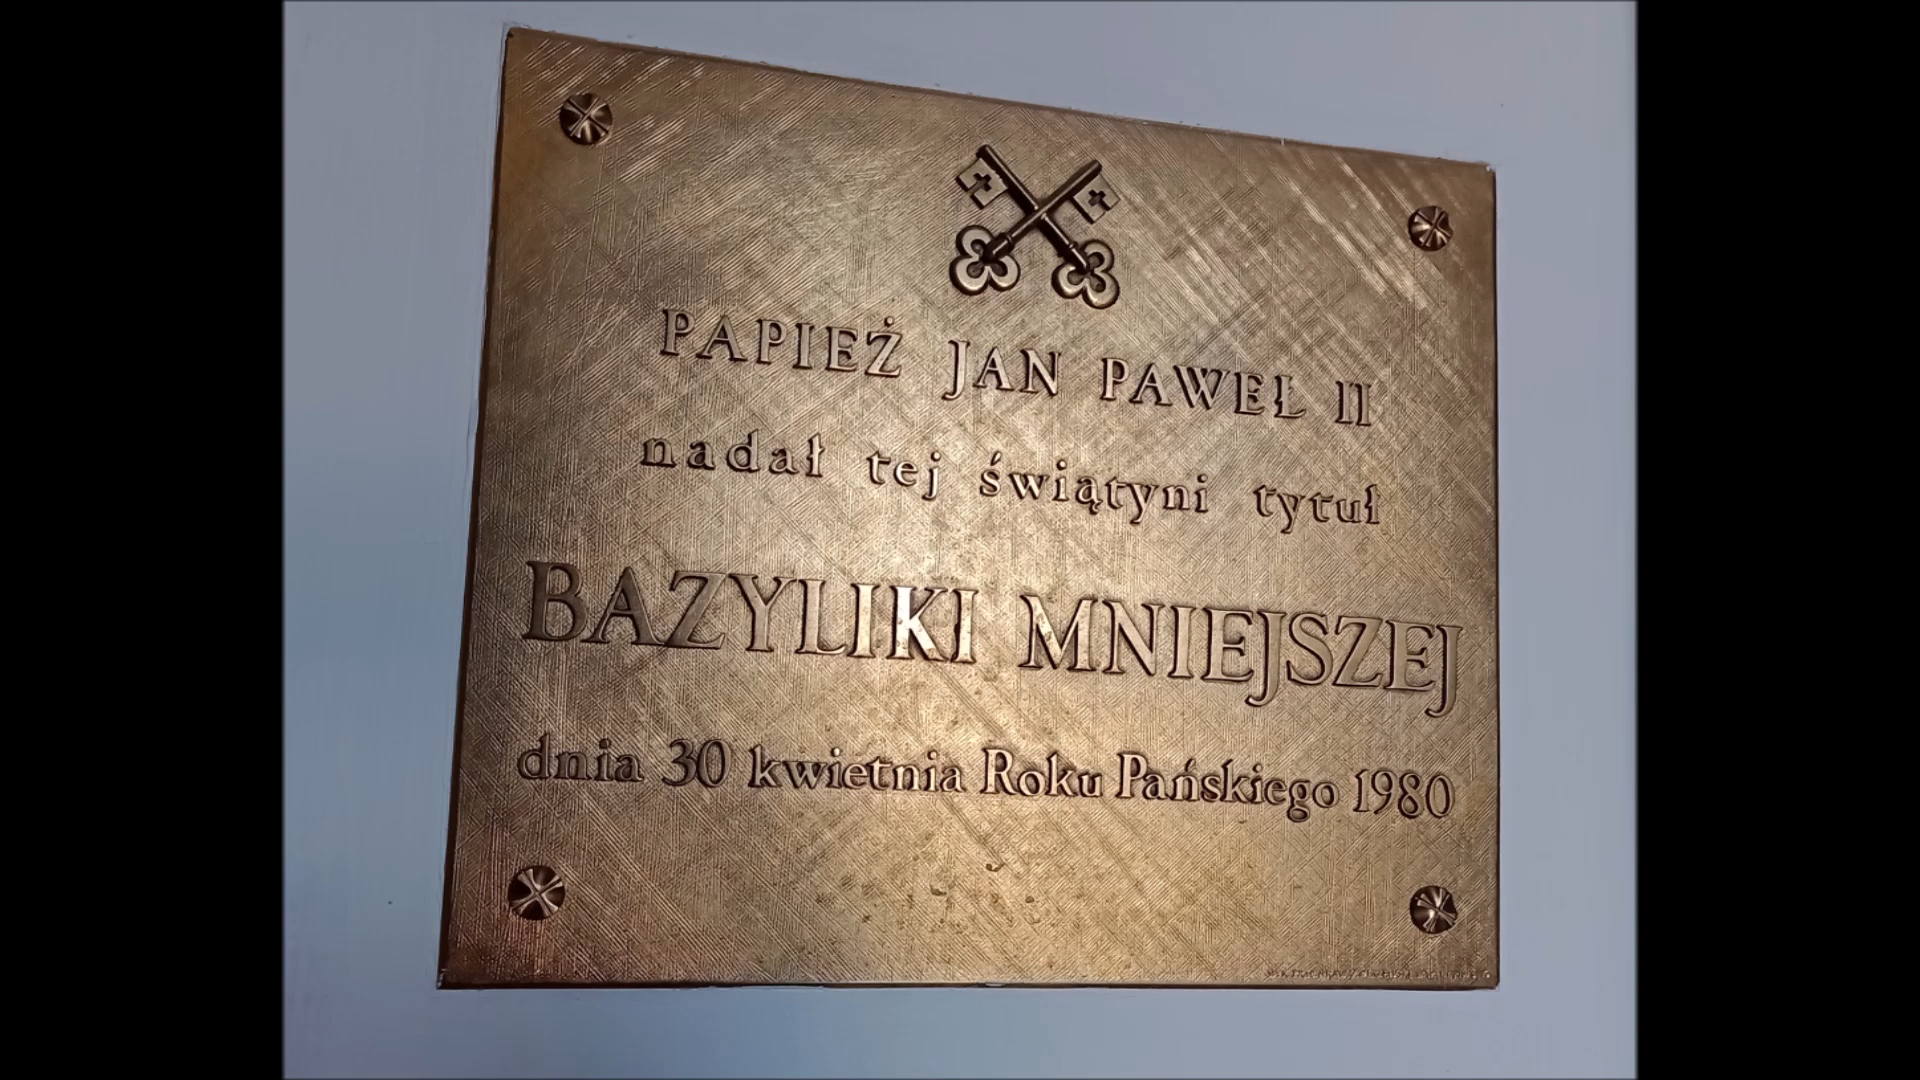 PAPIEŻ JAN PAWEŁ II
nadał tej świątyni tytuł
BAZYLIKI MNIEJSZEJ
dnia 30 kwietnia Roku Pańskiego 1980